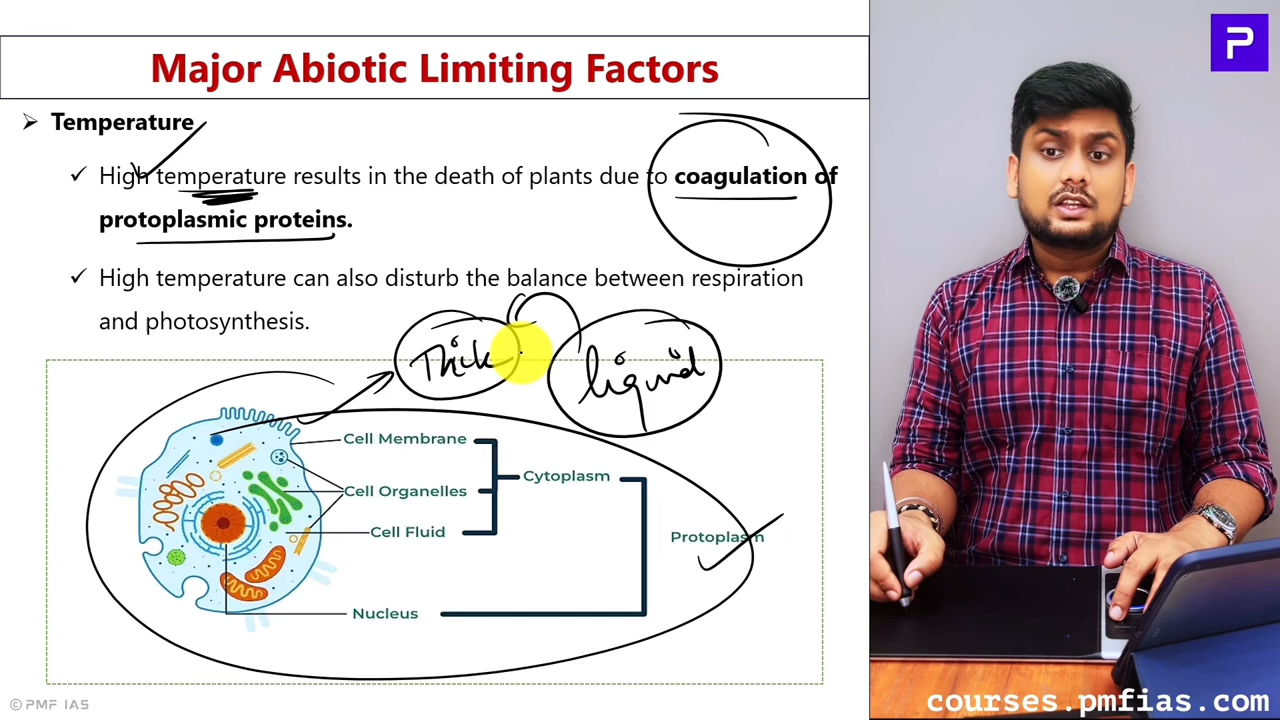 Major Abiotic Limiting Factors
➢ Temperature
✓ High temperature results in the death of plants due to coagulation of
protoplasmic proteins.
✓ High temperature can also disturb the balance between respiration
and photosynthesis.
Thick
liquid
Cell Membrane
Cytoplasm
Cell Organelles
Cell Fluid
Protoplasm
Nucleus
© PMF IAS
P
courses.pmfias.com